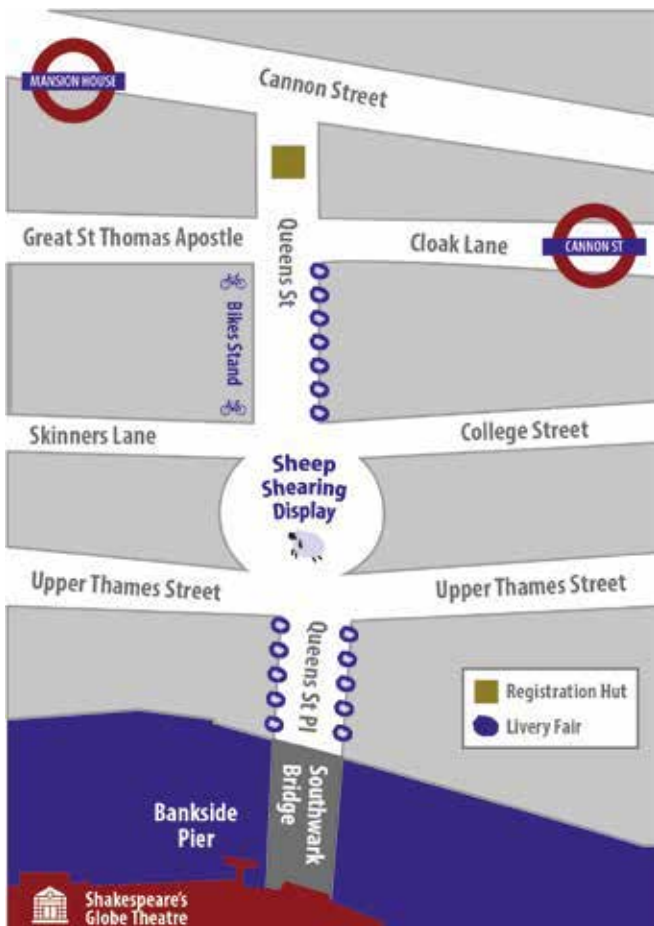 MANSION HOUSE
Cannon Street
Great St Thomas Apostle
Queens St
Cloak Lane
CANNON ST
Bikes Stand
Skinners Lane
College Street
Sheep
Shearing
Display
Upper Thames Street
Upper Thames Street
Queens St Pl
Registration Hut
Livery Fair
Southwark
Bridge
Bankside
Pier
Shakespeare's
Globe Theatre